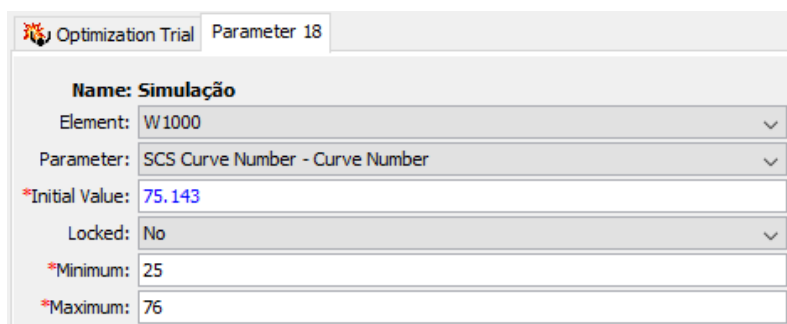 Optimization Trial Parameter 18
Name: Simulação
Element: W1000
Parameter: SCS Curve Number - Curve Number
*Initial Value: 75.143
Locked: No
*Minimum: 25
*Maximum: 76